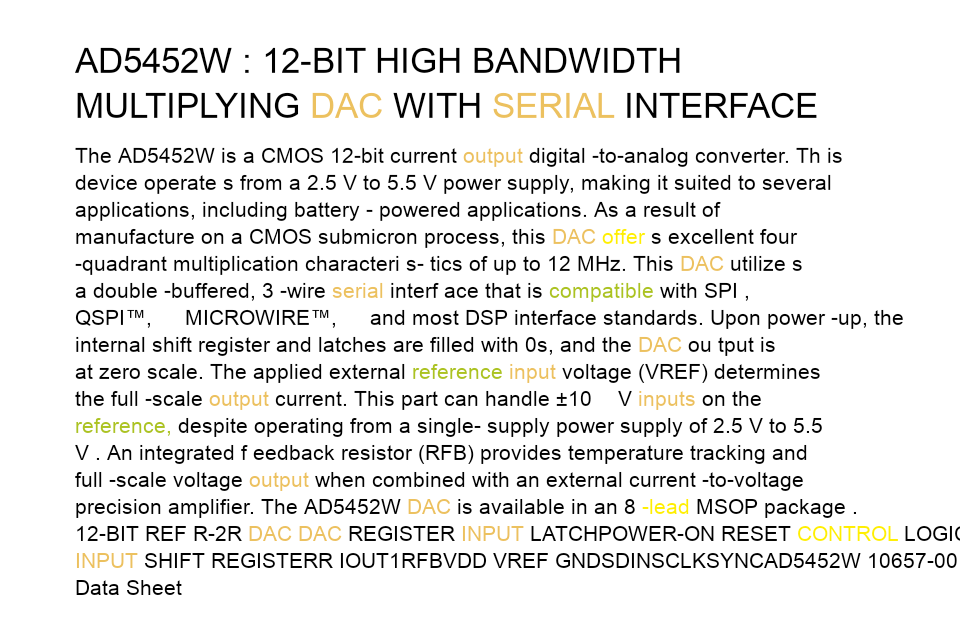 AD5452W : 12-BIT HIGH BANDWIDTH
MULTIPLYING DAC WITH SERIAL INTERFACE
The AD5452W is a CMOS 12-bit current output digital -to-analog converter. Th is
device operate s from a 2.5 V to 5.5 V power supply, making it suited to several
applications, including battery - powered applications. As a result of
manufacture on a CMOS submicron process, this DAC offer s excellent four
-quadrant multiplication characteri s- tics of up to 12 MHz. This DAC utilize s
a double -buffered, 3 -wire serial interf ace that is compatible with SPI ,
QSPI™, MICROWIRE™, and most DSP interface standards. Upon power -up, the
internal shift register and latches are filled with 0s, and the DAC ou tput is
at zero scale. The applied external reference input voltage (VREF) determines
the full -scale output current. This part can handle ±10 V inputs on the
reference, despite operating from a single- supply power supply of 2.5 V to 5.5
V . An integrated f eedback resistor (RFB) provides temperature tracking and
full -scale voltage output when combined with an external current -to-voltage
precision amplifier. The AD5452W DAC is available in an 8 -lead MSOP package .
12-BIT REF R-2R DAC DAC REGISTER INPUT LATCHPOWER-ON RESET CONTROL LOGIC
INPUT SHIFT REGISTERR IOUT1RFBVDD VREF GNDSDINSCLKSYNCAD5452W 10657-00
Data Sheet